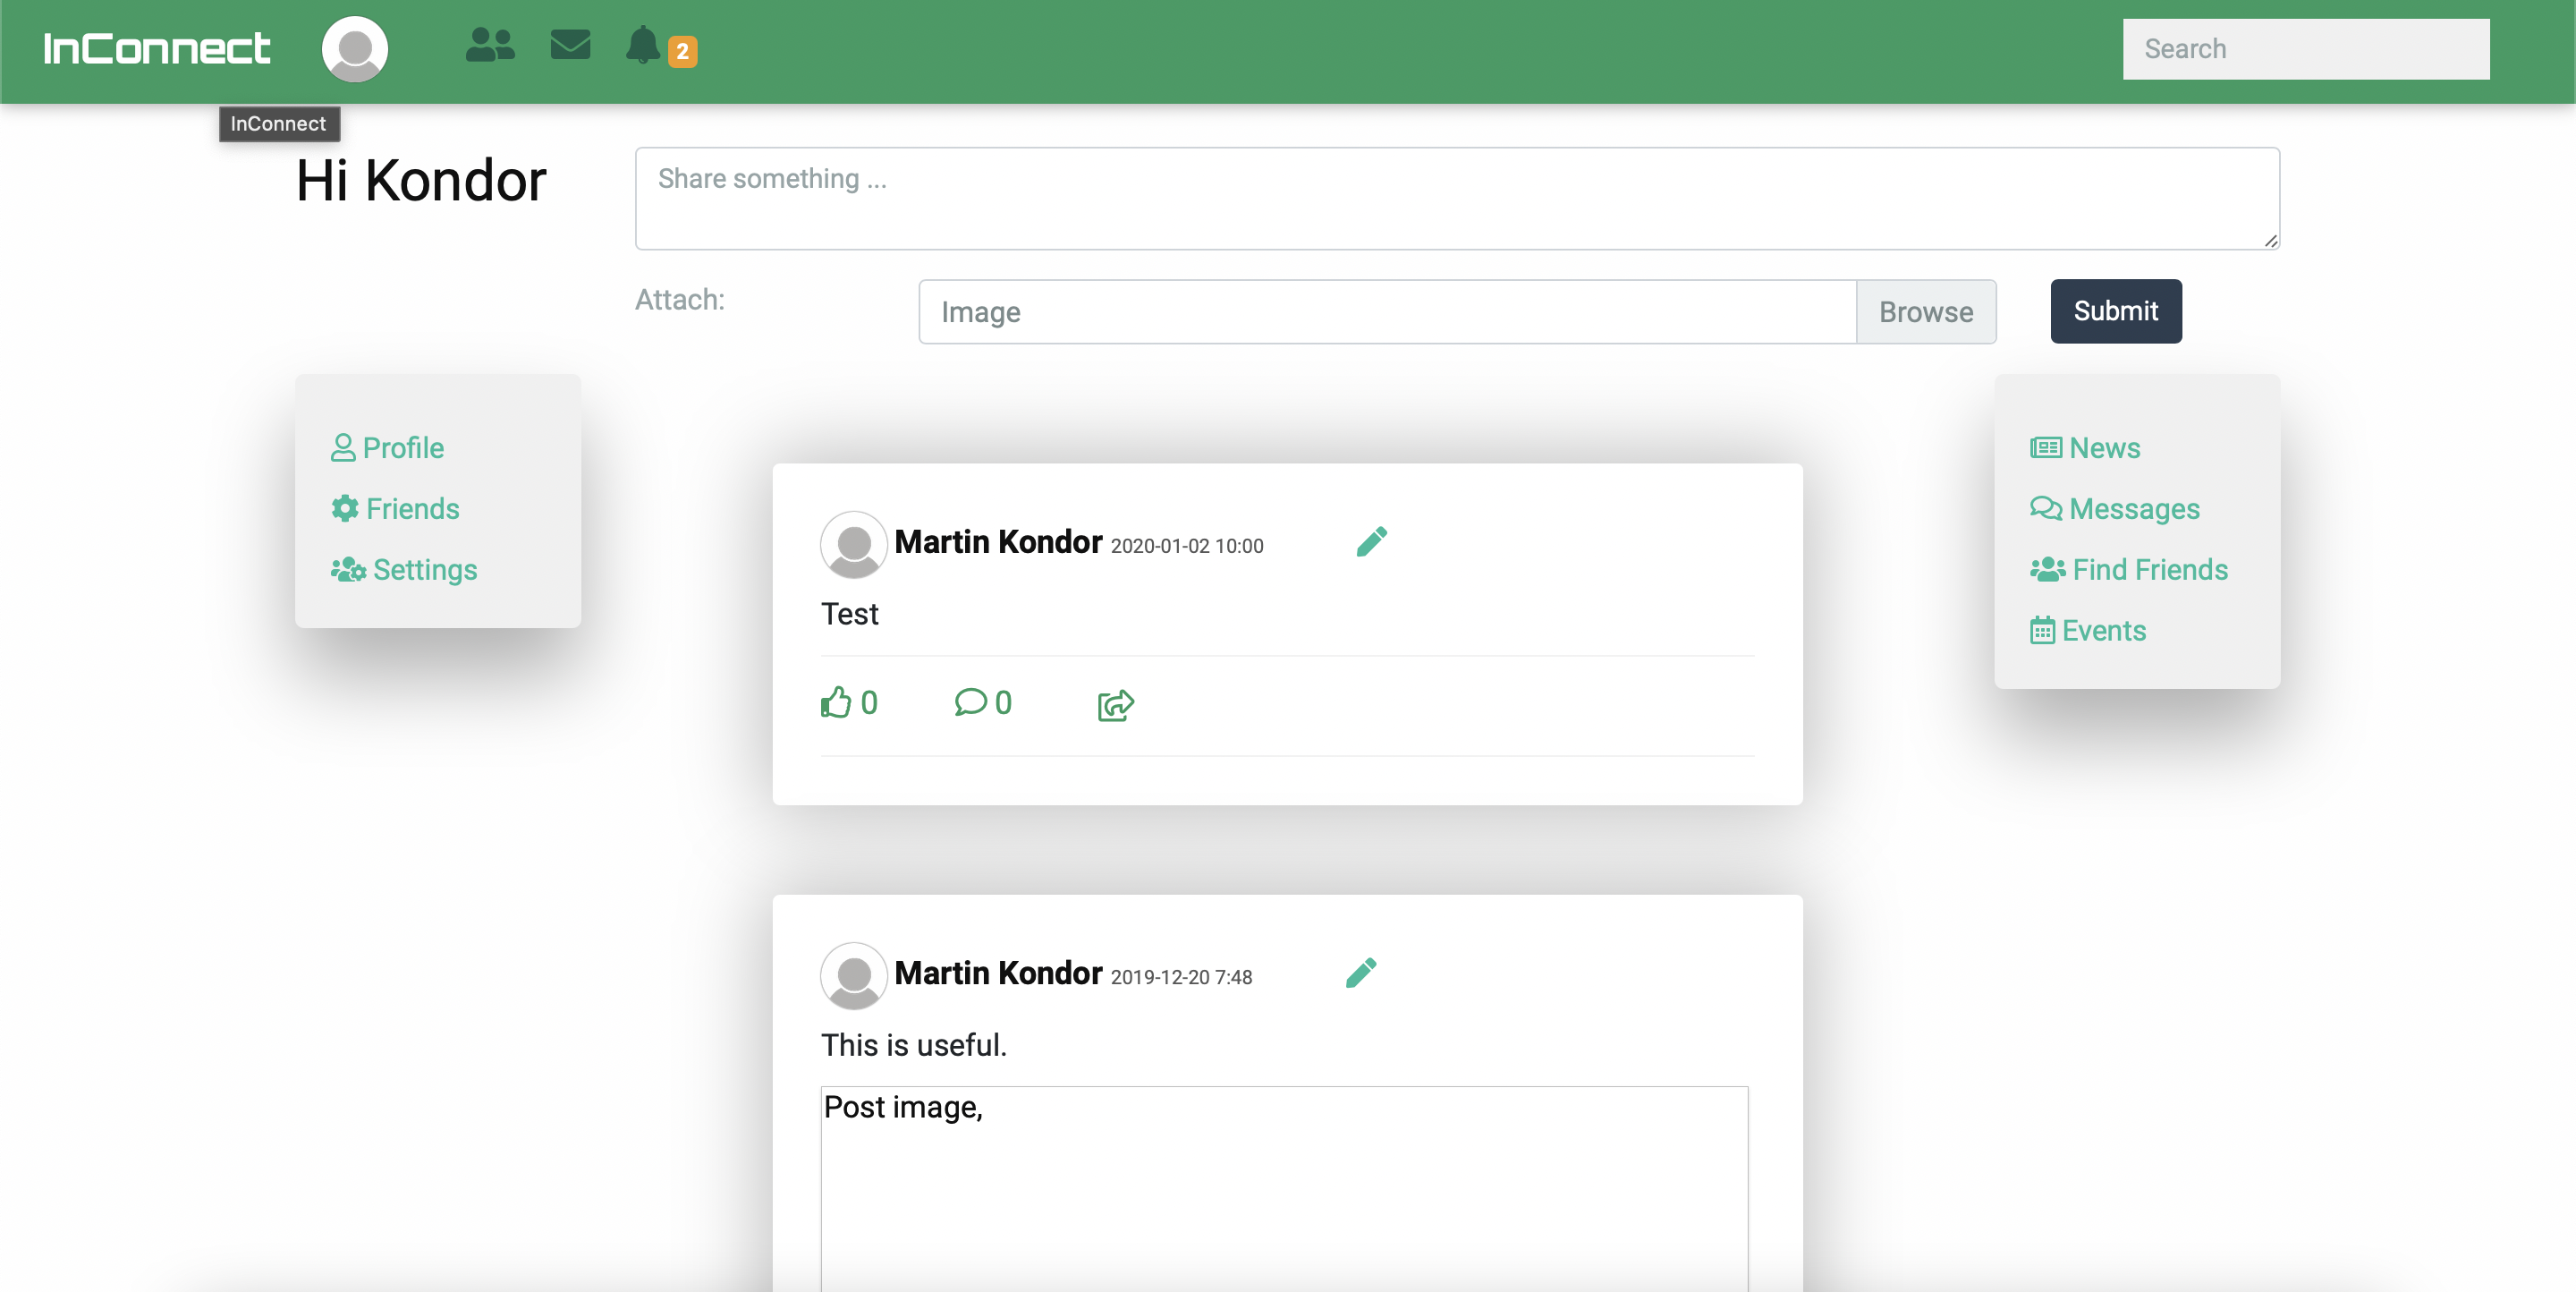 InConnect
2
Search
InConnect
Hi Kondor
Share something ...
Attach:
Image
Browse
Submit
Profile
Friends
Settings
News
Messages
Find Friends
Events
Martin Kondor 2020-01-02 10:00
Test
0
0
Martin Kondor 2019-12-20 7:48
This is useful.
Post image,